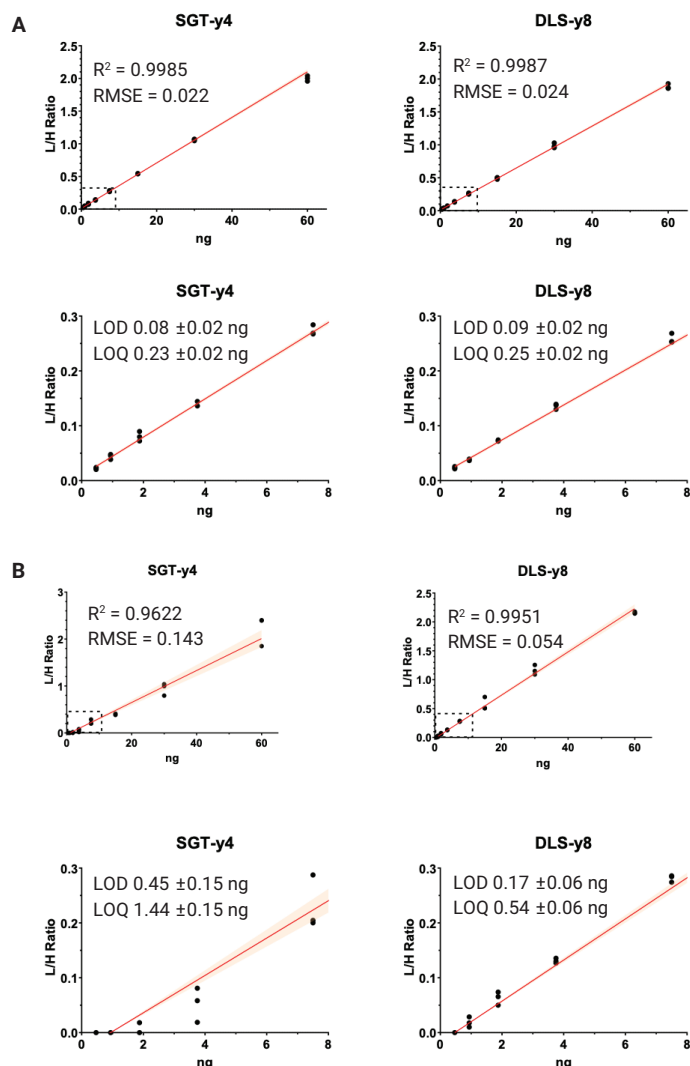 A
SGT-y4
R² = 0.9985
RMSE = 0.022
L/H Ratio
2.5
2.0
1.5
1.0
0.5
0.0
0 20 40 60
ng
DLS-y8
R² = 0.9987
RMSE = 0.024
L/H Ratio
2.5
2.0
1.5
1.0
0.5
0.0
0 20 40 60
ng
SGT-y4
LOD 0.08 ±0.02 ng
LOQ 0.23 ±0.02 ng
L/H Ratio
0.3
0.2
0.1
0.0
0 2 4 6 8
ng
DLS-y8
LOD 0.09 ±0.02 ng
LOQ 0.25 ±0.02 ng
L/H Ratio
0.3
0.2
0.1
0.0
0 2 4 6 8
ng
B
SGT-y4
R² = 0.9622
RMSE = 0.143
L/H Ratio
3
2
1
0
0 20 40 60
ng
DLS-y8
R² = 0.9951
RMSE = 0.054
L/H Ratio
2.5
2.0
1.5
1.0
0.5
0.0
0 20 40 60
ng
SGT-y4
LOD 0.45 ±0.15 ng
LOQ 1.44 ±0.15 ng
L/H Ratio
0.3
0.2
0.1
0.0
0 2 4 6 8
ng
DLS-y8
LOD 0.17 ±0.06 ng
LOQ 0.54 ±0.06 ng
L/H Ratio
0.3
0.2
0.1
0.0
0 2 4 6 8
ng